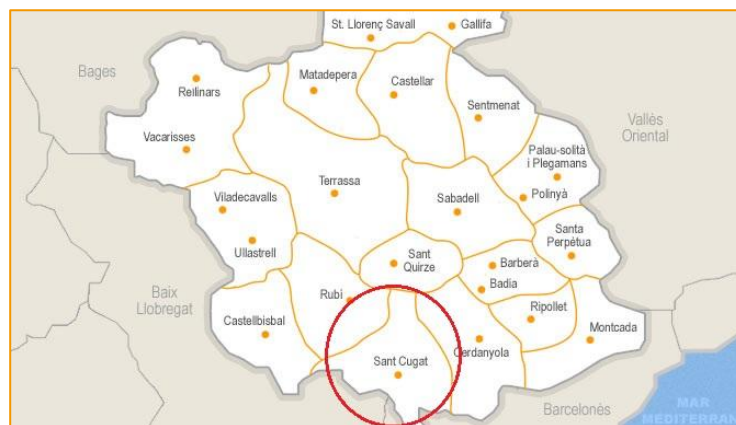 St. Llorenç Savall
Gallifa
Bages
Matadepera
Castellar
Rellinars
Sentmenat
Vallès
Oriental
Vacarisses
Palau-solità
i Plegamans
Terrassa
Sabadell
Polinyà
Viladecavalls
Santa
Perpètua
Ullastrell
Sant
Quirze
Barberà
Badia
Baix
Llobregat
Rubí
Ripollet
Castellbisbal
Montcada
Cerdanyola
Sant Cugat
Barcelonès
MAR
MEDITERRAN